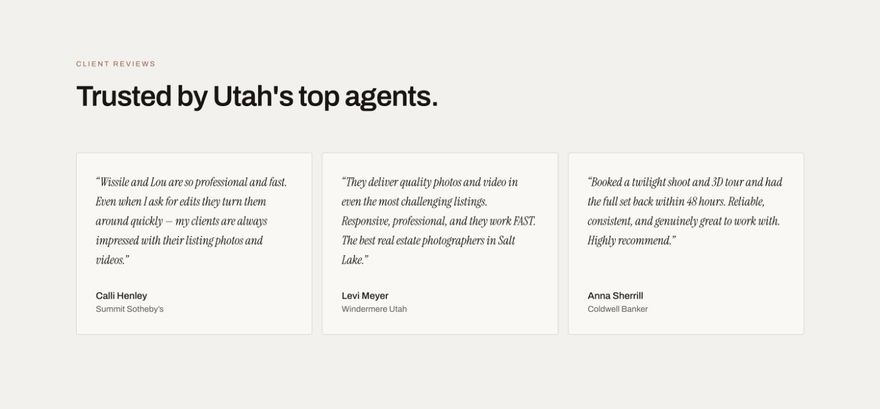 CLIENT REVIEWS
Trusted by Utah's top agents.
“Wissile and Lou are so professional and fast.
Even when I ask for edits they turn them
around quickly — my clients are always
impressed with their listing photos and
videos.”
Calli Henley
Summit Sotheby's
“They deliver quality photos and video in
even the most challenging listings.
Responsive, professional, and they work FAST.
The best real estate photographers in Salt
Lake.”
Levi Meyer
Windermere Utah
“Booked a twilight shoot and 3D tour and had
the full set back within 48 hours. Reliable,
consistent, and genuinely great to work with.
Highly recommend.”
Anna Sherrill
Coldwell Banker